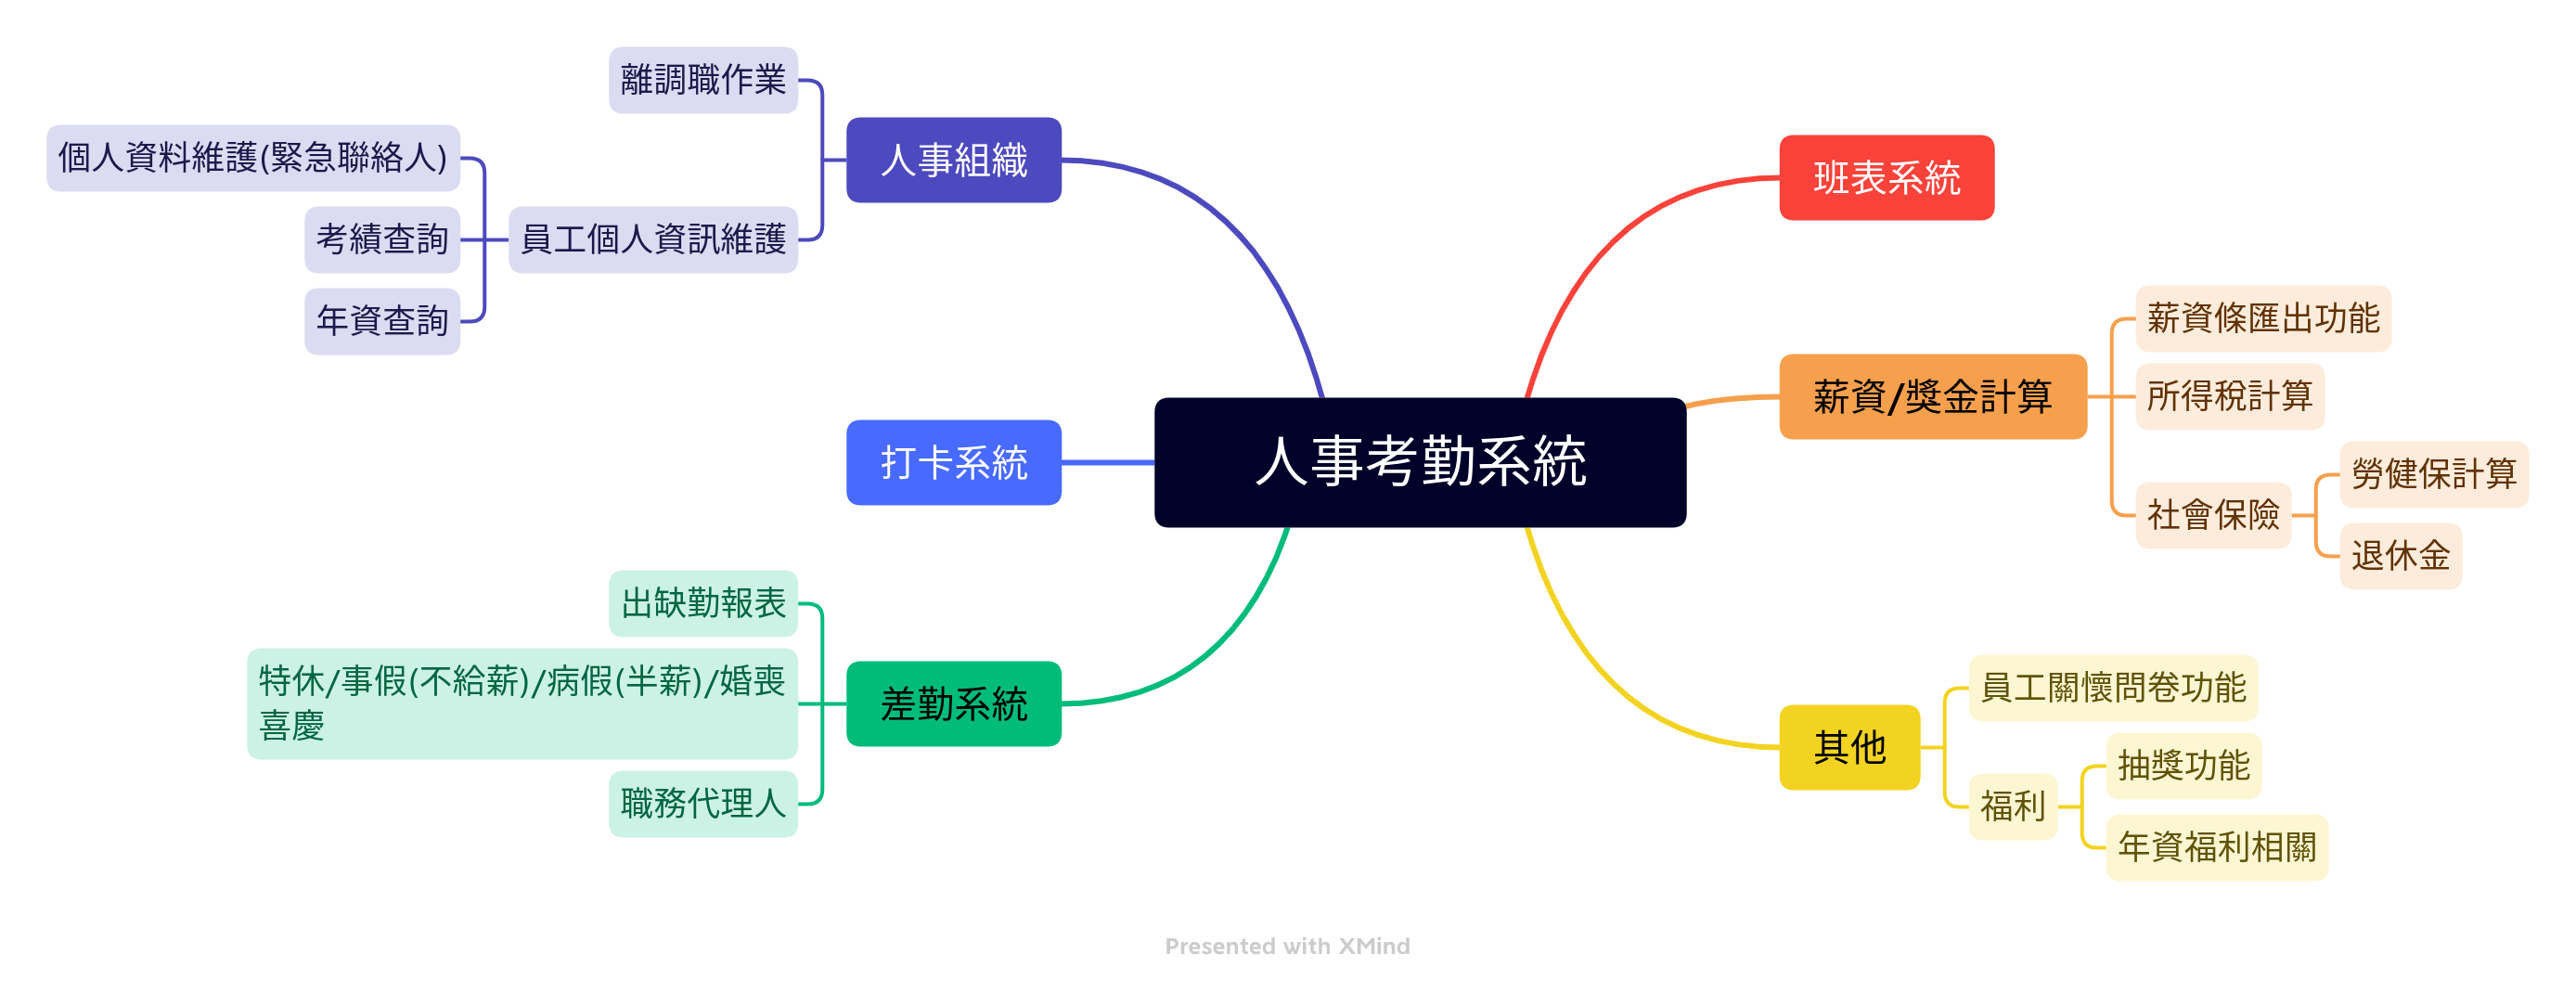 人事考勤系統
班表系統
薪資/獎金計算
薪資條匯出功能
所得稅計算
社會保險
勞健保計算
退休金
其他
員工關懷問卷功能
福利
抽獎功能
年資福利相關
人事組織
離調職作業
員工個人資訊維護
個人資料維護(緊急聯絡人)
考績查詢
年資查詢
打卡系統
差勤系統
出缺勤報表
特休/事假(不給薪)/病假(半薪)/婚喪
喜慶
職務代理人
Presented with XMind